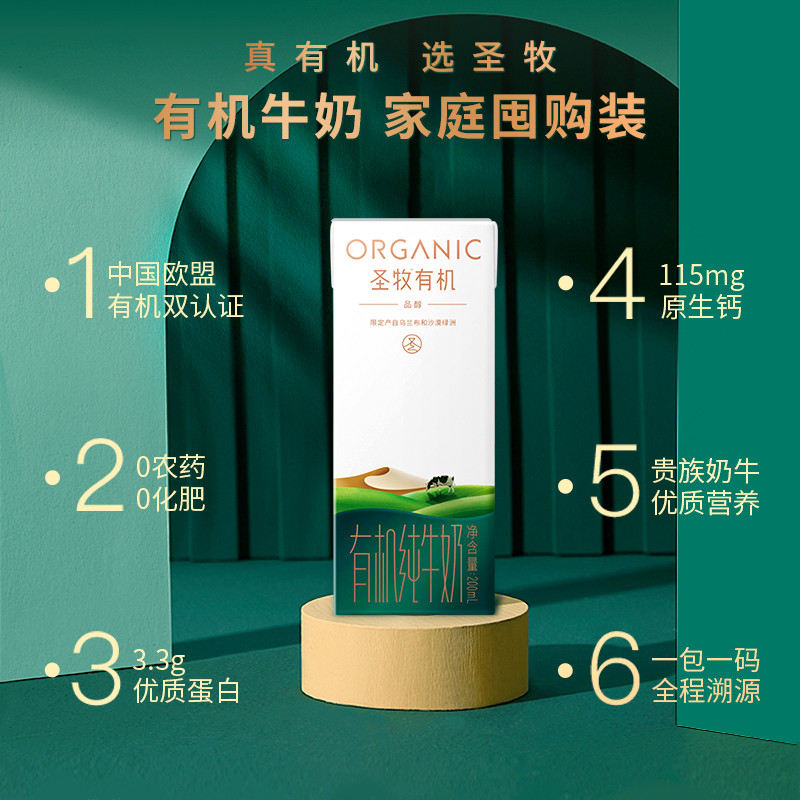 真有机 选圣牧
有机牛奶 家庭囤购装
1
中国欧盟
有机双认证
2
0农药
0化肥
3
3.3g
优质蛋白
ORGANIC
圣牧有机
品醇
限定产自乌兰布和沙漠绿洲
圣
有机纯牛奶
净含量:200mL
4
115mg
原生钙
5
贵族奶牛
优质营养
6
一包一码
全程溯源